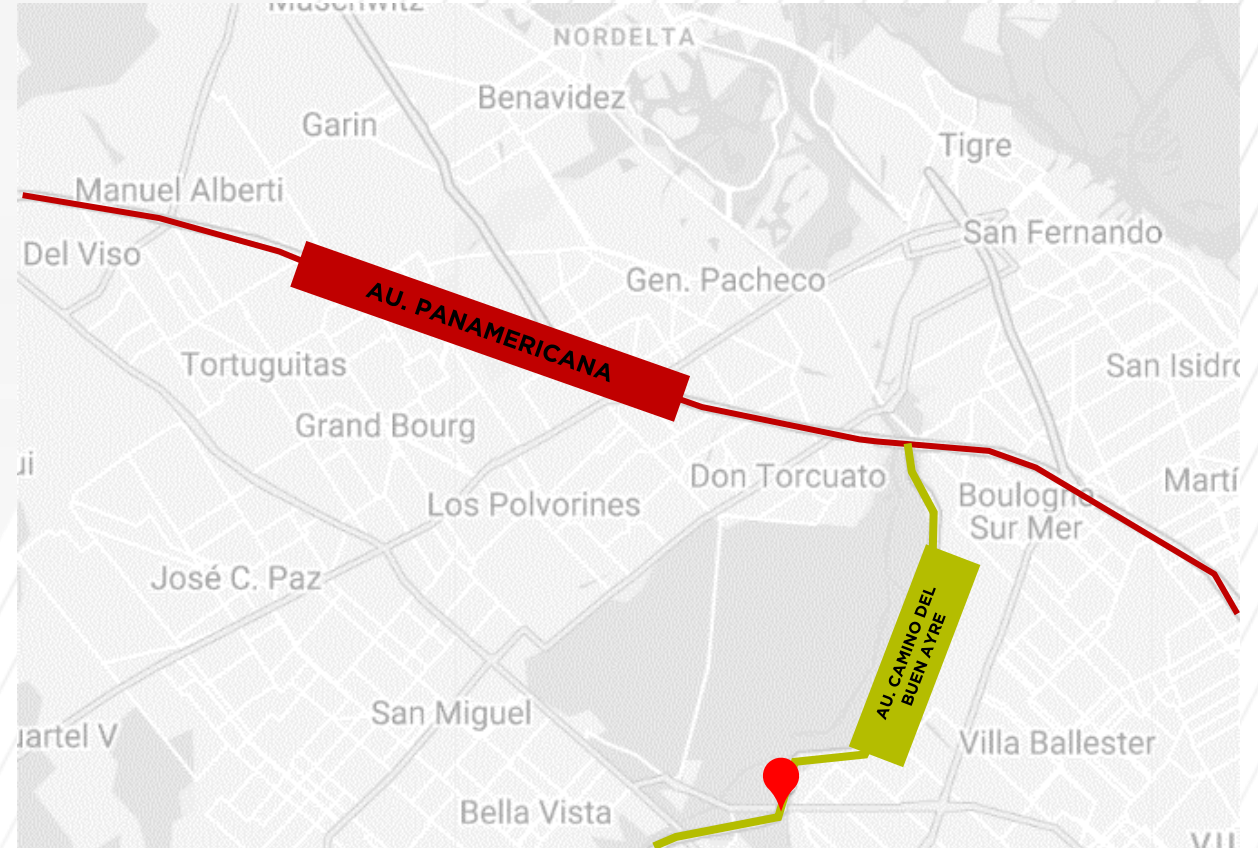 NORDELTA
Benavidez
Garin
Tigre
Manuel Alberti
San Fernando
Del Viso
Gen. Pacheco
AU. PANAMERICANA
Tortuguitas
San Isidro
Grand Bourg
Don Torcuato
Martí
Boulogne
Sur Mer
Los Polvorines
José C. Paz
AU. CAMINO DEL
BUEN AYRE
San Miguel
uartel V
Villa Ballester
Bella Vista